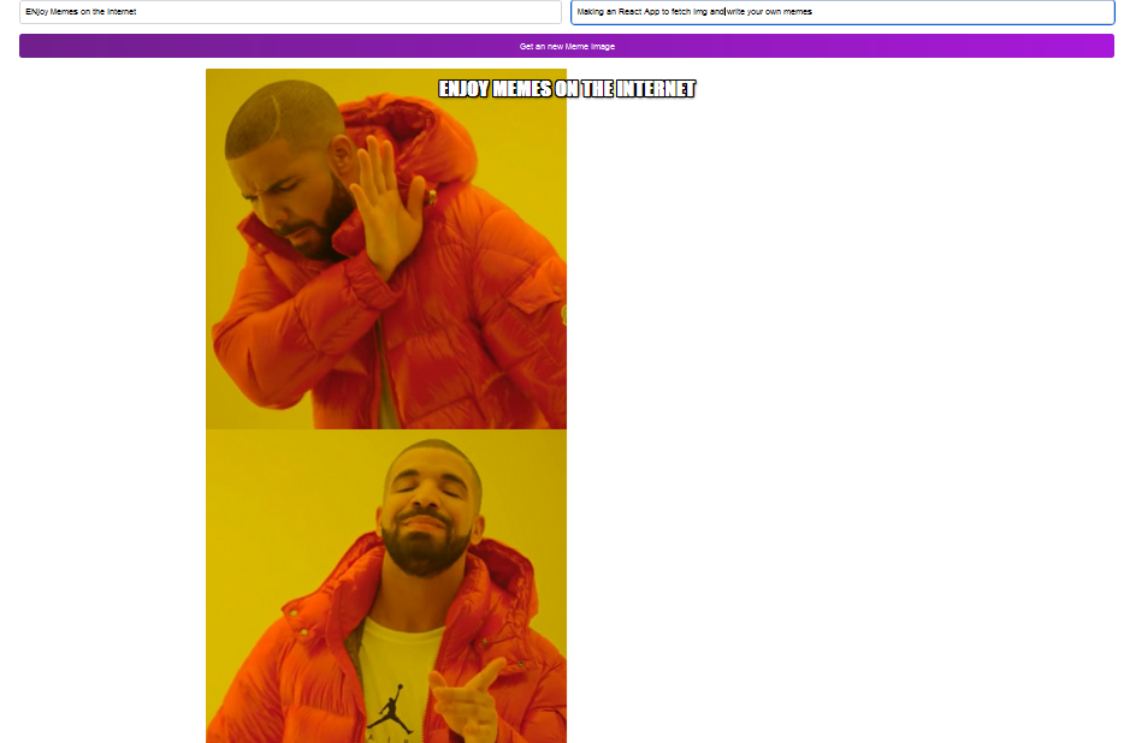 ENjoy Memes on the Internet
Making an React App to fetch Img and write your own memes
Get an new Meme Image
ENJOY MEMES ON THE INTERNET